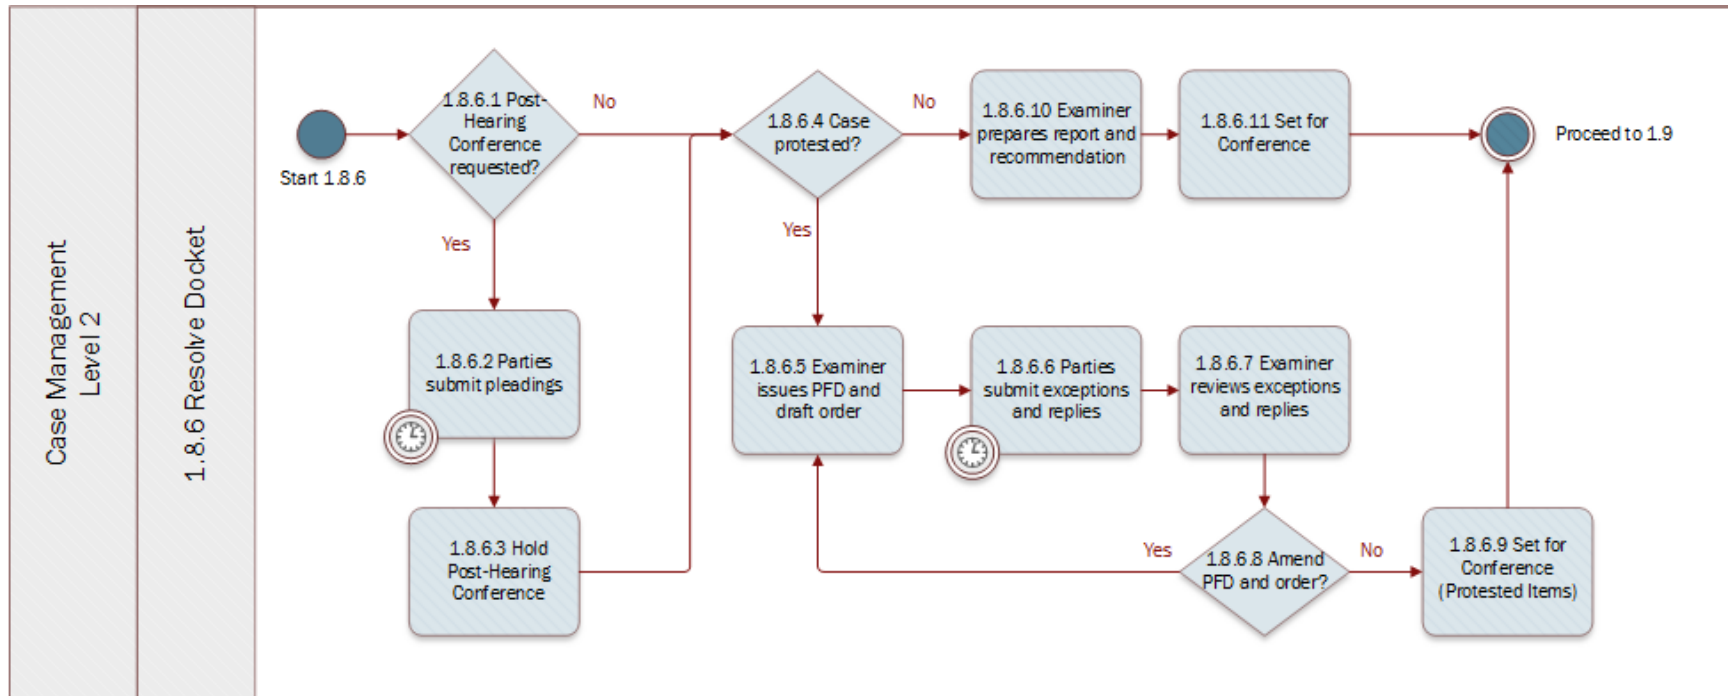 Case Management
Level 2
1.8.6 Resolve Docket
Start 1.8.6
1.8.6.1 Post-
Hearing
Conference
requested?
No
Yes
1.8.6.2 Parties
submit pleadings
1.8.6.3 Hold
Post-Hearing
Conference
1.8.6.4 Case
protested?
No
Yes
1.8.6.10 Examiner
prepares report and
recommendation
1.8.6.11 Set for
Conference
Proceed to 1.9
1.8.6.5 Examiner
issues PFD and
draft order
1.8.6.6 Parties
submit exceptions
and replies
1.8.6.7 Examiner
reviews exceptions
and replies
1.8.6.8 Amend
PFD and order?
Yes
No
1.8.6.9 Set for
Conference
(Protested Items)